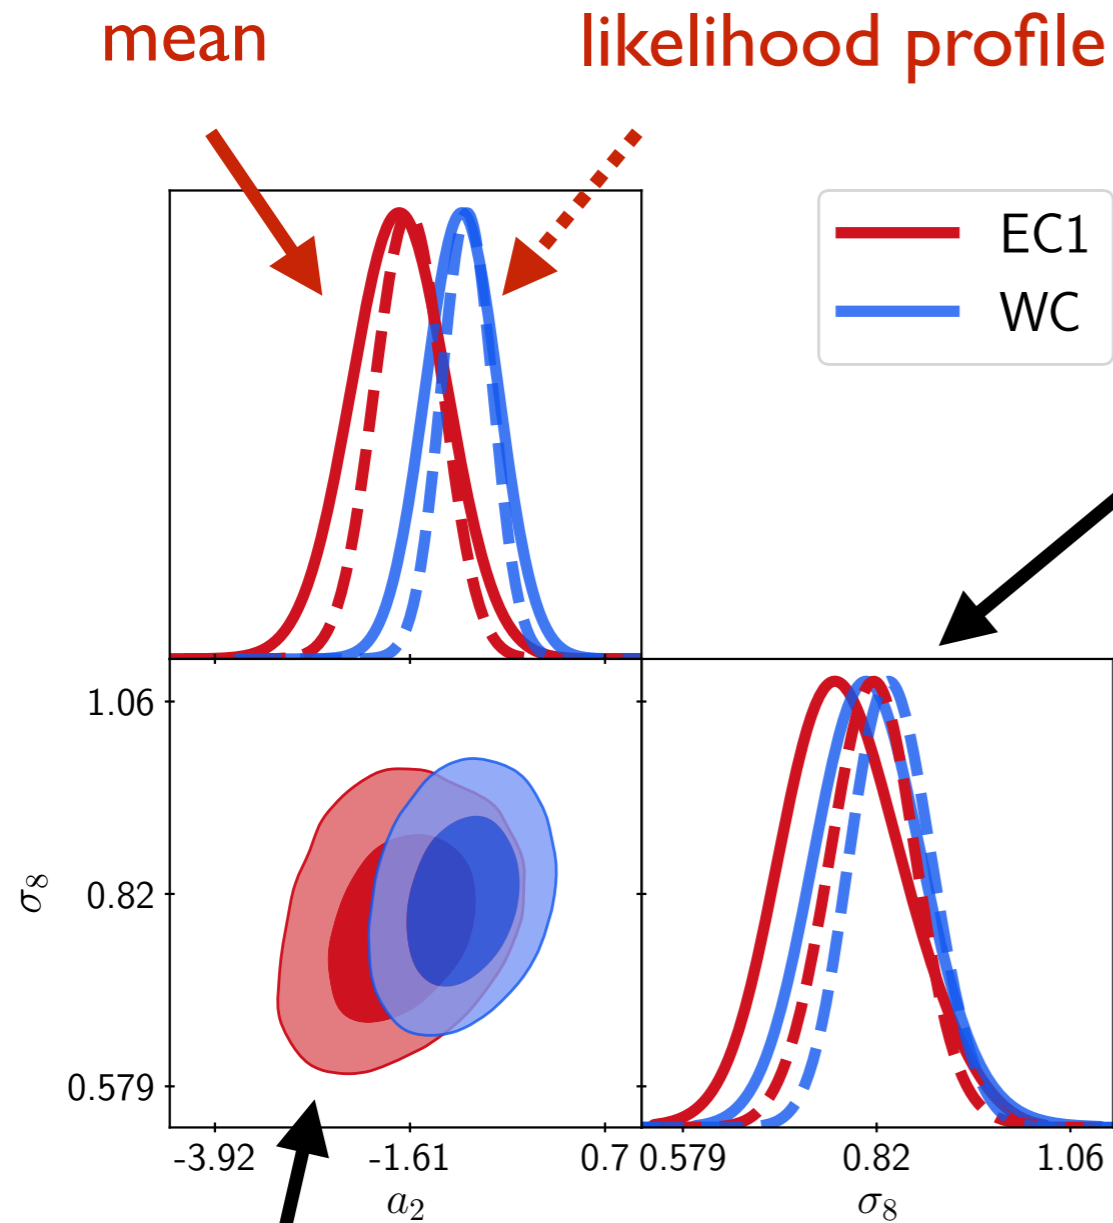 mean
likelihood profile
EC1
WC
1.06
0.82
0.579
σ₈
-3.92
-1.61
0.7
a₂
0.579
0.82
1.06
σ₈